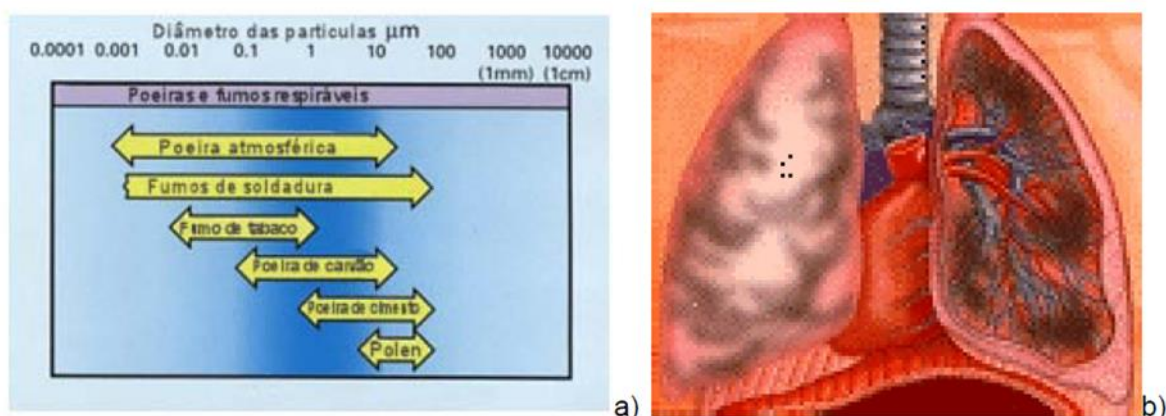 Diâmetro das particulas μm
0.0001 0.001 0.01 0.1 1 10 100 1000 10000
(1mm) (1cm)
Poeiras e fumos respiráveis
Poeira atmosférica
Fumos de soldadura
Fumo de tabaco
Poeira de carvão
Poeira de cimento
Polen
a)
b)